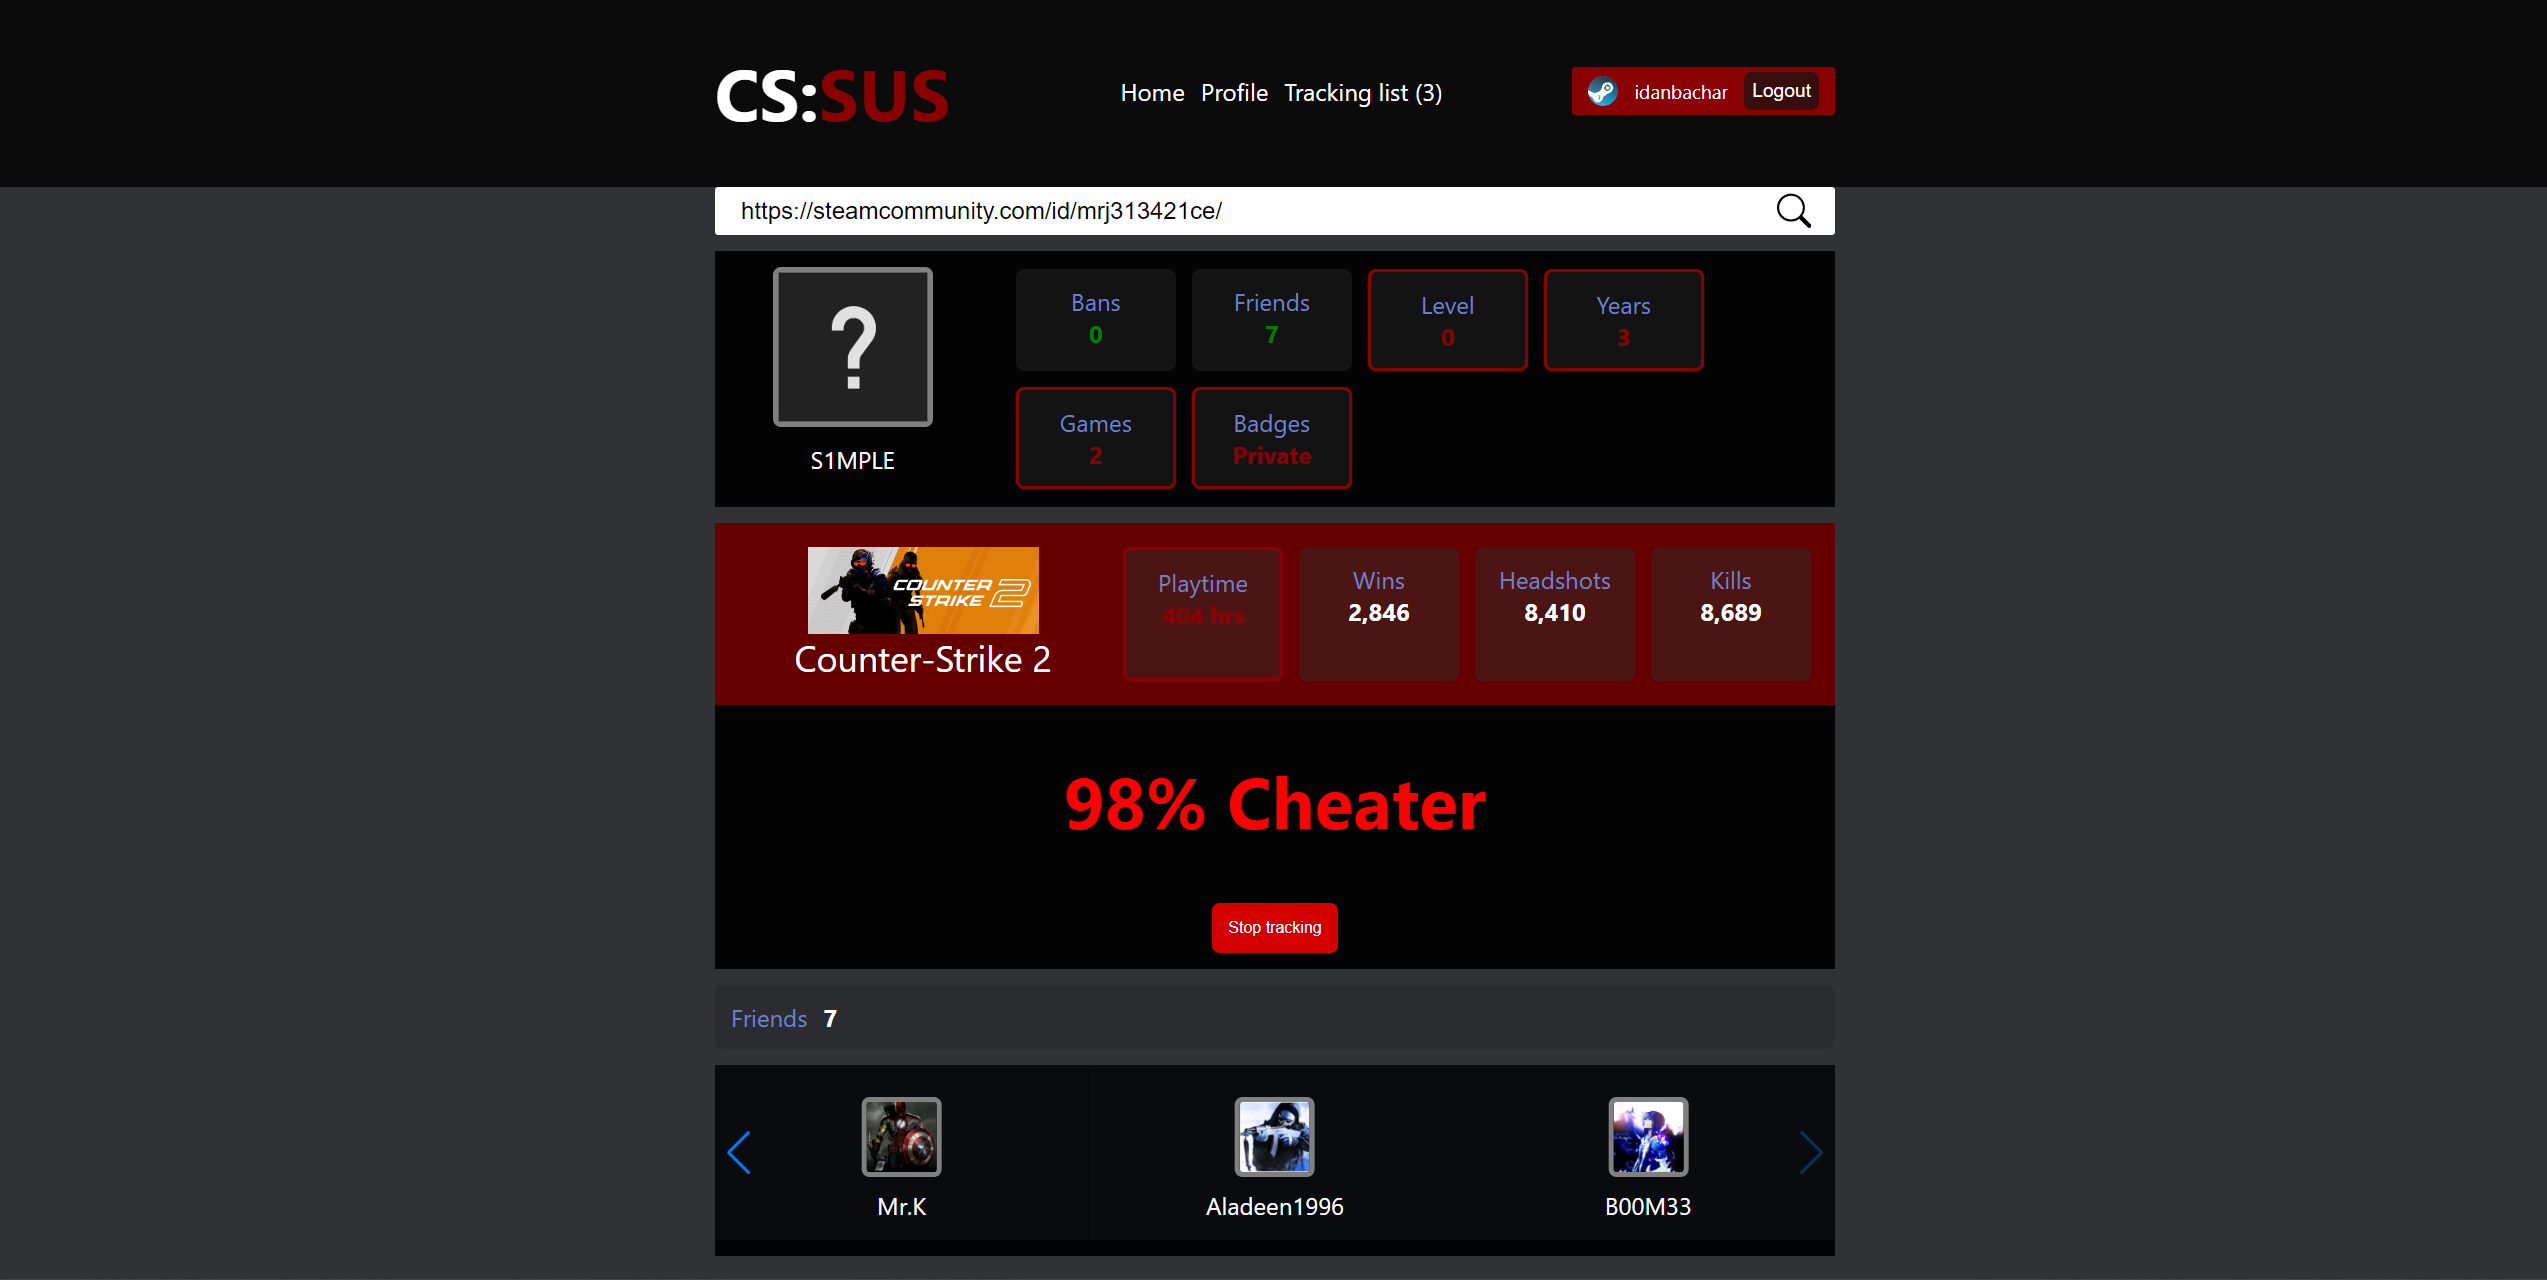 CS:SUS
Home Profile Tracking list (3)
idanbachar Logout
https://steamcommunity.com/id/mrj313421ce/
?
S1MPLE
Bans
0
Friends
7
Level
0
Years
3
Games
2
Badges
Private
COUNTER
STRIKE 2
Counter-Strike 2
Playtime
404 hrs
Wins
2,846
Headshots
8,410
Kills
8,689
98% Cheater
Stop tracking
Friends 7
Mr.K
Aladeen1996
B00M33